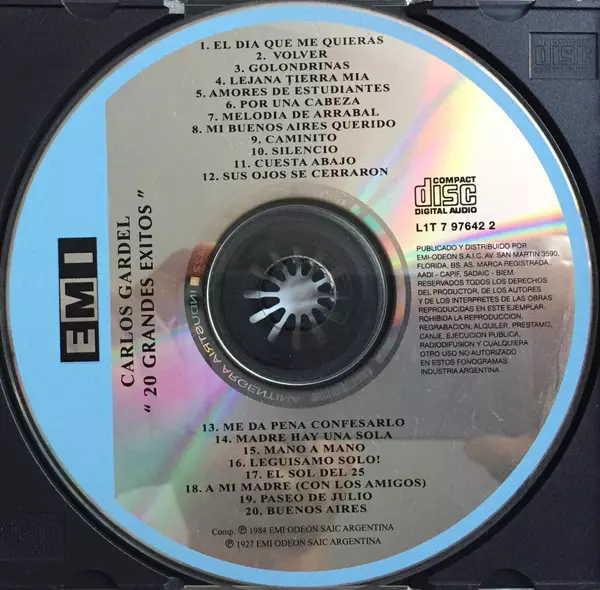 1. EL DIA QUE ME QUIERAS
2. VOLVER
3. GOLONDRINAS
4. LEJANA TIERRA MIA
5. AMORES DE ESTUDIANTES
6. POR UNA CABEZA
7. MELODIA DE ARRABAL
8. MI BUENOS AIRES QUERIDO
9. CAMINITO
10. SILENCIO
11. CUESTA ABAJO
12. SUS OJOS SE CERRARON
EMI
CARLOS GARDEL
“ 20 GRANDES EXITOS ”
COMPACT
disc
DIGITAL AUDIO
L1T 7 97642 2
PUBLICADO Y DISTRIBUIDO POR
EMI-ODEON S.A.I.C. AV. SAN MARTIN 3590.
FLORIDA, BS. AS. MARCA REGISTRADA,
AADI - CAPIF, SADAIC - BIEM.
RESERVADOS TODOS LOS DERECHOS
DEL PRODUCTOR, DE LOS AUTORES
Y DE LOS INTERPRETES DE LAS OBRAS
REPRODUCIDAS EN ESTE EJEMPLAR.
PROHIBIDA LA REPRODUCCION,
REGRABACION, ALQUILER, PRESTAMO,
CANJE, EJECUCION PUBLICA,
RADIODIFUSION Y CUALQUIERA
OTRO USO NO AUTORIZADO
EN ESTOS FONOGRAMAS.
INDUSTRIA ARGENTINA
INDUSTRIA ARGENTINA
13. ME DA PENA CONFESARLO
14. MADRE HAY UNA SOLA
15. MANO A MANO
16. LEGUISAMO SOLO!
17. EL SOL DEL 25
18. A MI MADRE (CON LOS AMIGOS)
19. PASEO DE JULIO
20. BUENOS AIRES
Comp. ℗ 1984 EMI ODEON SAIC ARGENTINA
℗ 1927 EMI ODEON SAIC ARGENTINA
COMPACT
disc
DIGITAL AUDIO